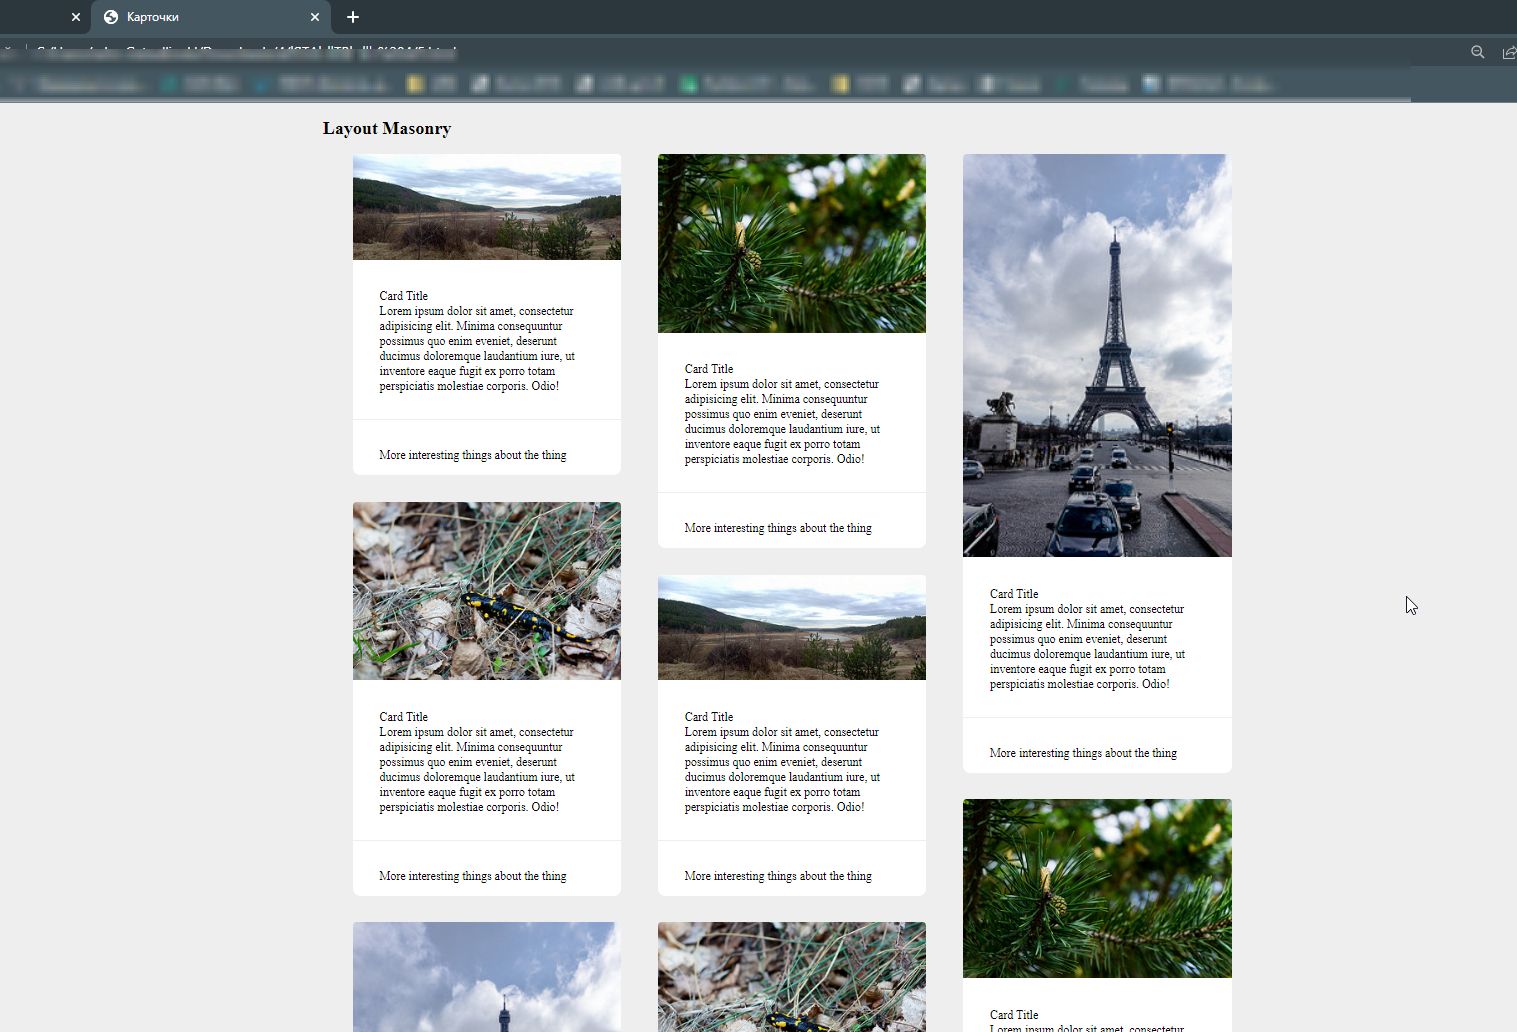 Карточки
Layout Masonry
Card Title
Lorem ipsum dolor sit amet, consectetur
adipisicing elit. Minima consequuntur
possimus quo enim eveniet, deserunt
ducimus doloremque laudantium iure, ut
inventore eaque fugit ex porro totam
perspiciatis molestiae corporis. Odio!
More interesting things about the thing
Card Title
Lorem ipsum dolor sit amet, consectetur
adipisicing elit. Minima consequuntur
possimus quo enim eveniet, deserunt
ducimus doloremque laudantium iure, ut
inventore eaque fugit ex porro totam
perspiciatis molestiae corporis. Odio!
More interesting things about the thing
Card Title
Lorem ipsum dolor sit amet, consectetur
adipisicing elit. Minima consequuntur
possimus quo enim eveniet, deserunt
ducimus doloremque laudantium iure, ut
inventore eaque fugit ex porro totam
perspiciatis molestiae corporis. Odio!
More interesting things about the thing
Card Title
Lorem ipsum dolor sit amet, consectetur
adipisicing elit. Minima consequuntur
possimus quo enim eveniet, deserunt
ducimus doloremque laudantium iure, ut
inventore eaque fugit ex porro totam
perspiciatis molestiae corporis. Odio!
More interesting things about the thing
Card Title
Lorem ipsum dolor sit amet, consectetur
adipisicing elit. Minima consequuntur
possimus quo enim eveniet, deserunt
ducimus doloremque laudantium iure, ut
inventore eaque fugit ex porro totam
perspiciatis molestiae corporis. Odio!
More interesting things about the thing
Card Title
Lorem ipsum dolor sit amet, consectetur